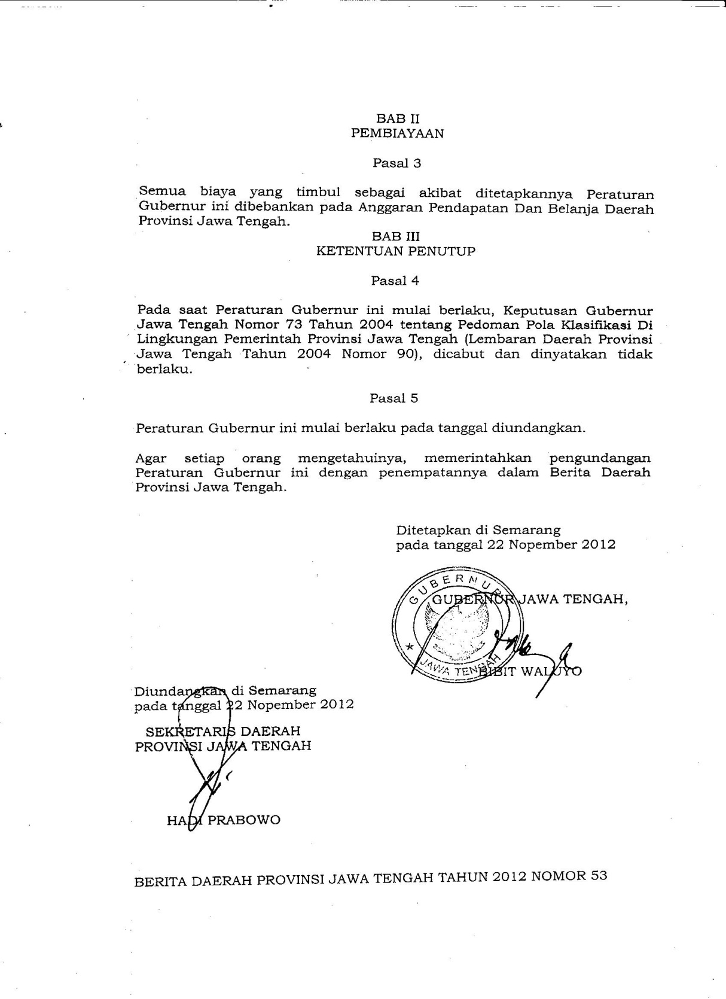 BAB II
PEMBIAYAAN
Pasal 3
Semua biaya yang timbul sebagai akibat ditetapkannya Peraturan
Gubernur ini dibebankan pada Anggaran Pendapatan Dan Belanja Daerah
Provinsi Jawa Tengah.
BAB III
KETENTUAN PENUTUP
Pasal 4
Pada saat Peraturan Gubernur ini mulai berlaku, Keputusan Gubernur
Jawa Tengah Nomor 73 Tahun 2004 tentang Pedoman Pola Klasifikasi Di
Lingkungan Pemerintah Provinsi Jawa Tengah (Lembaran Daerah Provinsi
Jawa Tengah Tahun 2004 Nomor 90), dicabut dan dinyatakan tidak
berlaku.
Pasal 5
Peraturan Gubernur ini mulai berlaku pada tanggal diundangkan.
Agar setiap orang mengetahuinya, memerintahkan pengundangan
Peraturan Gubernur ini dengan penempatannya dalam Berita Daerah
Provinsi Jawa Tengah.
Ditetapkan di Semarang
pada tanggal 22 Nopember 2012
GUBERNUR
GUBERNUR JAWA TENGAH,
JAWA TENGAH
BIBIT WALUYO
Diundangkan di Semarang
pada tanggal 22 Nopember 2012
SEKRETARIS DAERAH
PROVINSI JAWA TENGAH
HADI PRABOWO
BERITA DAERAH PROVINSI JAWA TENGAH TAHUN 2012 NOMOR 53